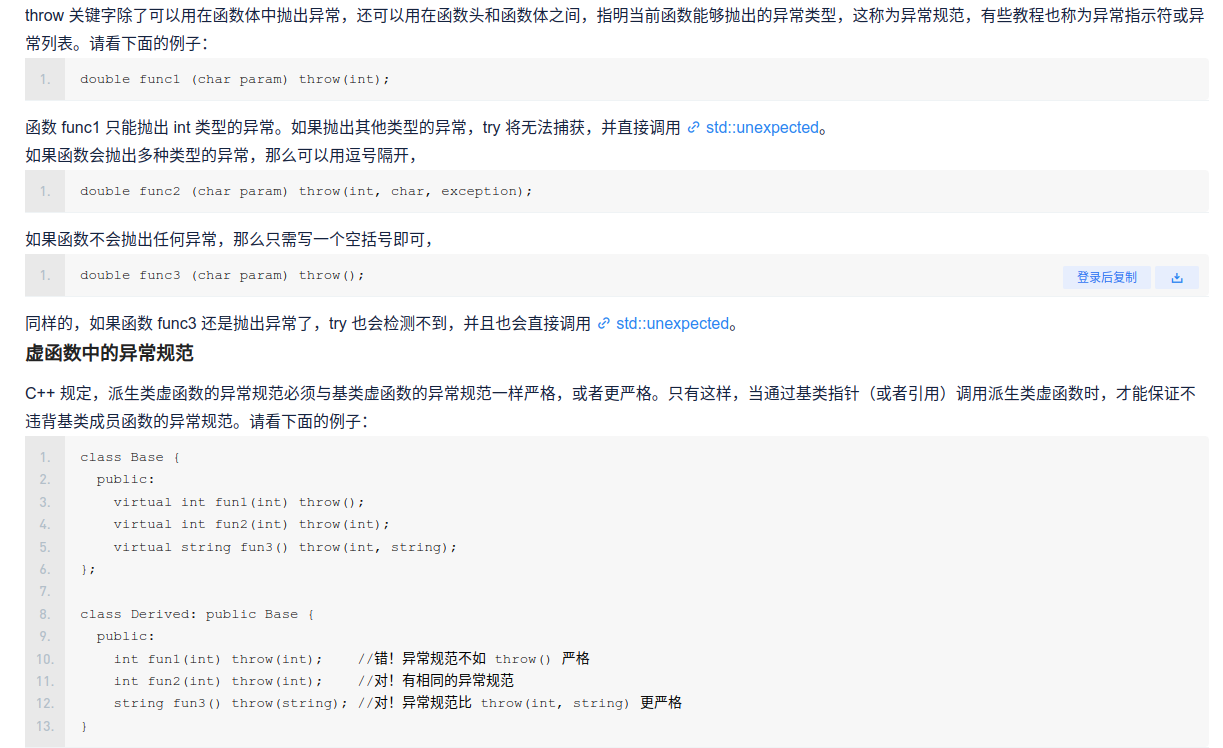 throw 关键字除了可以用在函数体中抛出异常，还可以用在函数头和函数体之间，指明当前函数能够抛出的异常类型，这称为异常规范，有些教程也称为异常指示符或异
常列表。请看下面的例子：
1. double func1 (char param) throw(int);
函数 func1 只能抛出 int 类型的异常。如果抛出其他类型的异常，try 将无法捕获，并直接调用 std::unexpected。
如果函数会抛出多种类型的异常，那么可以用逗号隔开，
1. double func2 (char param) throw(int, char, exception);
如果函数不会抛出任何异常，那么只需写一个空括号即可，
1. double func3 (char param) throw();
登录后复制
同样的，如果函数 func3 还是抛出异常了，try 也会检测不到，并且也会直接调用 std::unexpected。
虚函数中的异常规范
C++ 规定，派生类虚函数的异常规范必须与基类虚函数的异常规范一样严格，或者更严格。只有这样，当通过基类指针（或者引用）调用派生类虚函数时，才能保证不
违背基类成员函数的异常规范。请看下面的例子：
1. class Base {
2. public:
3. virtual int fun1(int) throw();
4. virtual int fun2(int) throw(int);
5. virtual string fun3() throw(int, string);
6. };
7.
8. class Derived: public Base {
9. public:
10. int fun1(int) throw(int); //错！异常规范不如 throw() 严格
11. int fun2(int) throw(int); //对！有相同的异常规范
12. string fun3() throw(string); //对！异常规范比 throw(int, string) 更严格
13. }